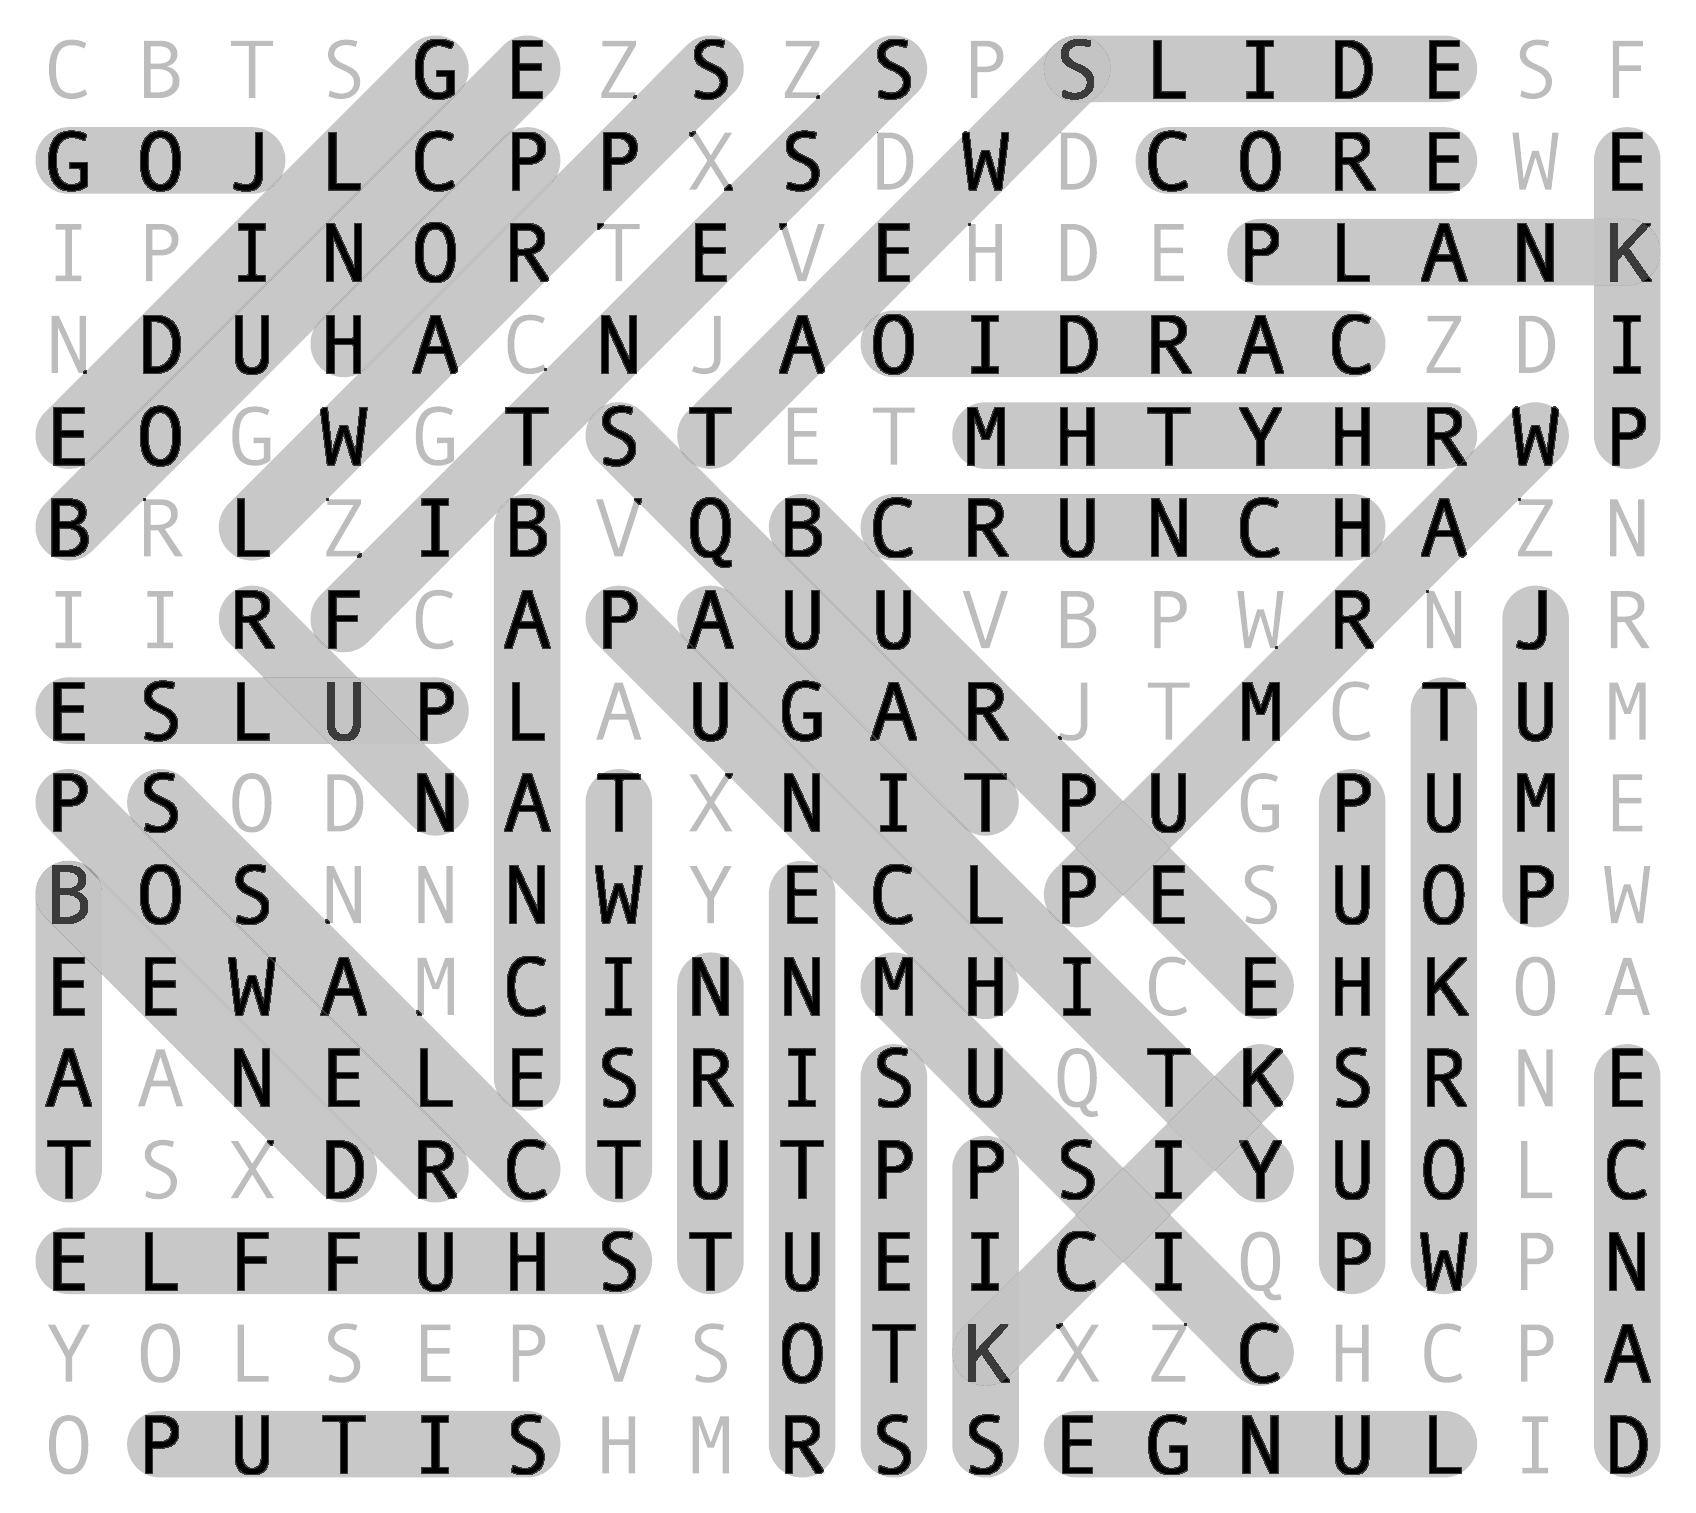 C B T S G E Z S Z S P S L I D E S F
G O J L C P P X S D W D C O R E W E
I P I N O R T E V E H D E P L A N K
N D U H A C N J A O I D R A C Z D I
E O G W G T S T E T M H T Y H R W P
B R L Z I B V Q B C R U N C H A Z N
I I R F C A P A U U V B P W R N J R
E S L U P L A U G A R J T M C T U M
P S O D N A T X N I T P U G P U M E
B O S N N N W Y E C L P E S U O P W
E E W A M C I N N M H I C E H K O A
A A N E L E S R I S U Q T K S R N E
T S X D R C T U T P P S I Y U O L C
E L F F U H S T U E I C I Q P W P N
Y O L S E P V S O T K X Z C H C P A
O P U T I S H M R S S E G N U L I D